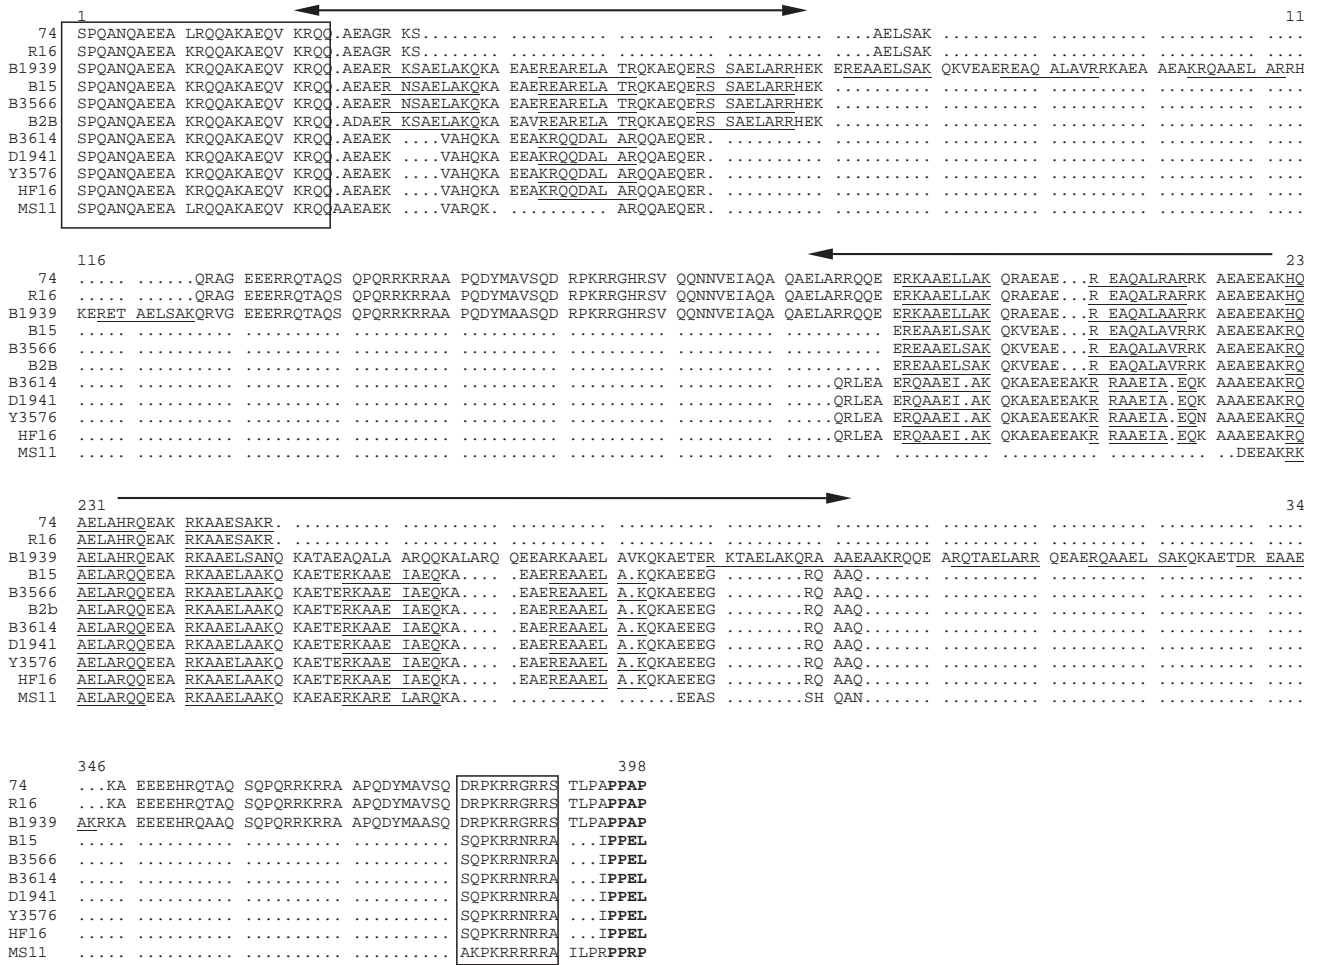 1 11
74 SPQANQAEEA LRQQAKAEQV KRQQ.AEAGR KS........ .......... .......... .......... ....AELSAK .......... .......... .......... ....
R16 SPQANQAEEA LRQQAKAEQV KRQQ.AEAGR KS........ .......... .......... .......... ....AELSAK .......... .......... .......... ....
B1939 SPQANQAEEA LRQQAKAEQV KRQQ.AEAER KSAELAKQKA EAEREARELA TRQKAEQERS SAELARRHEK EREAAELSAK QKVEAEREAQ ALAVRRKAEA EAKRQAAELA RRH
B15 SPQANQAEEA LRQQAKAEQV KRQQ.AEAER NSAELAKQKA EAEREARELA TRQKAEQERS SAELARRHEK .......... .......... .......... .......... ....
B3566 SPQANQAEEA LRQQAKAEQV KRQQ.AEAER NSAELAKQKA EAEREARELA TRQKAEQERS SAELARRHEK .......... .......... .......... .......... ....
B2B SPQANQAEEA LRQQAKAEQV KRQQ.ADAER KSAELAKQKA EAVREARELA TRQKAEQERS SAELARRHEK .......... .......... .......... .......... ....
B3614 SPQANQAEEA LRQQAKAEQV KRQQ.AEAEK ....VAHQKA EEAKRQQDAL ARQQAEQER. .......... .......... .......... .......... .......... ....
D1941 SPQANQAEEA LRQQAKAEQV KRQQ.AEAEK ....VAHQKA EEAKRQQDAL ARQQAEQER. .......... .......... .......... .......... .......... ....
Y3576 SPQANQAEEA LRQQAKAEQV KRQQ.AEAEK ....VAHQKA EEAKRQQDAL ARQQAEQER. .......... .......... .......... .......... .......... ....
HF16 SPQANQAEEA LRQQAKAEQV KRQQ.AEAEK ....VAHQKA EEAKRQQDAL ARQQAEQER. .......... .......... .......... .......... .......... ....
MS11 SPQANQAEEA LRQQAKAEQV KRQQAAEAEK ....VARQK. .......... ARQQAEQER. .......... .......... .......... .......... .......... ....
116 23
74 ..... ......QRAG EEERRQTAQS QPQRRKRRAA PQDYMAVSQD RPKRRGHRSV QQNNVEIAQA QAELARRQQE ERKAAELLAK QRAEAE...R EAQALRARRK AEAEEAKHQ
R16 ..... ......QRAG EEERRQTAQS QPQRRKRRAA PQDYMAVSQD RPKRRGHRSV QQNNVEIAQA QAELARRQQE ERKAAELLAK QRAEAE...R EAQALRARRK AEAEEAKHQ
B1939 KERET AELSAKQRVG EEERRQTAQS QPQRRKRRAA PQDYMAASQD RPKRRGHRSV QQNNVEIAQA QAELARRQQE ERKAAELLAK QRAEAE...R EAQALAARRK AEAEEAKHQ
B15 ..... .......... .......... .......... .......... .......... .......... .......... EREAAELSAK QKVEAE...R EAQALAVRRK AEAEEAKRQ
B3566 ..... .......... .......... .......... .......... .......... .......... .......... EREAAELSAK QKVEAE...R EAQALAVRRK AEAEEAKRQ
B2B ..... .......... .......... .......... .......... .......... .......... .......... EREAAELSAK QKVEAE...R EAQALAVRRK AEAEEAKRQ
B3614 ..... .......... .......... .......... .......... .......... .......... .....QRLEA ERQAAEI.AK QKAEAEEAKR RAAEIA.EQK AAAEEAKRQ
D1941 ..... .......... .......... .......... .......... .......... .......... .....QRLEA ERQAAEI.AK QKAEAEEAKR RAAEIA.EQK AAAEEAKRQ
Y3576 ..... .......... .......... .......... .......... .......... .......... .....QRLEA ERQAAEI.AK QKAEAEEAKR RAAEIA.EQN AAAEEAKRQ
HF16 ..... .......... .......... .......... .......... .......... .......... .....QRLEA ERQAAEI.AK QKAEAEEAKR RAAEIA.EQK AAAEEAKRQ
MS11 ..... .......... .......... .......... .......... .......... .......... .......... .......... .......... .......... ..DEEAKRK
231 34
74 AELAHRQEAK RKAAESAKR. .......... .......... .......... .......... .......... .......... .......... .......... .......... ....
R16 AELAHRQEAK RKAAESAKR. .......... .......... .......... .......... .......... .......... .......... .......... .......... ....
B1939 AELAHRQEAK RKAAELSANQ KATAEAQALA ARQQKALARQ QEEARKAAEL AVKQKAETER KTAELAKQRA AAEAAKRQQE ARQTAELARR QEAERQAAEL SAKQKAETDR EAAE
B15 AELARQQEEA RKAAELAAKQ KAETERKAAE IAEQKA.... .EAEREAAEL A.KQKAEEEG ........RQ AAQ....... .......... .......... .......... ....
B3566 AELARQQEEA RKAAELAAKQ KAETERKAAE IAEQKA.... .EAEREAAEL A.KQKAEEEG ........RQ AAQ....... .......... .......... .......... ....
B2b AELARQQEEA RKAAELAAKQ KAETERKAAE IAEQKA.... .EAEREAAEL A.KQKAEEEG ........RQ AAQ....... .......... .......... .......... ....
B3614 AELARQQEEA RKAAELAAKQ KAETERKAAE IAEQKA.... .EAEREAAEL A.KQKAEEEG ........RQ AAQ....... .......... .......... .......... ....
D1941 AELARQQEEA RKAAELAAKQ KAETERKAAE IAEQKA.... .EAEREAAEL A.KQKAEEEG ........RQ AAQ....... .......... .......... .......... ....
Y3576 AELARQQEEA RKAAELAAKQ KAETERKAAE IAEQKA.... .EAEREAAEL A.KQKAEEEG ........RQ AAQ....... .......... .......... .......... ....
HF16 AELARQQEEA RKAAELAAKQ KAETERKAAE IAEQKA.... .EAEREAAEL A.KQKAEEEG ........RQ AAQ....... .......... .......... .......... ....
MS11 AELARQQEEA RKAAELAAKQ KAEAERKARE LARQKA.... .......... ......EEAS ........SH QAN....... .......... .......... .......... ....
346 398
74 ...KA EEEEHRQTAQ SQPQRRKRRA APQDYMAVSQ DRPKRRGRRS TLPAPPAP
R16 ...KA EEEEHRQTAQ SQPQRRKRRA APQDYMAVSQ DRPKRRGRRS TLPAPPAP
B1939 AKRKA EEEEHRQAAQ SQPQRRKRRA APQDYMAASQ DRPKRRGRRS TLPAPPAP
B15 ..... .......... .......... .......... SQPKRRNRRA ...IPPEL
B3566 ..... .......... .......... .......... SQPKRRNRRA ...IPPEL
B3614 ..... .......... .......... .......... SQPKRRNRRA ...IPPEL
D1941 ..... .......... .......... .......... SQPKRRNRRA ...IPPEL
Y3576 ..... .......... .......... .......... SQPKRRNRRA ...IPPEL
HF16 ..... .......... .......... .......... SQPKRRNRRA ...IPPEL
MS11 ..... .......... .......... .......... AKPKRRRRRA ILPRPPRP